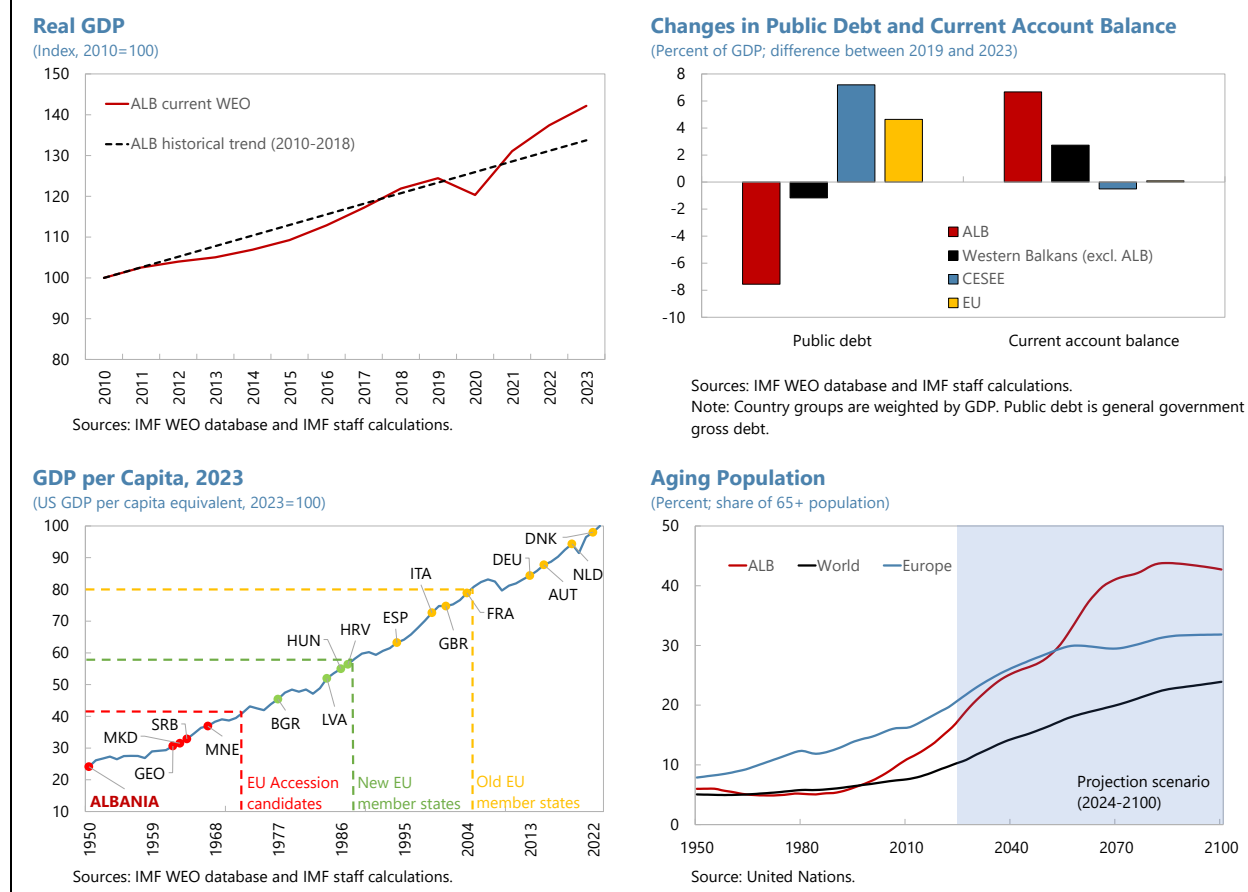 Real GDP
(Index, 2010=100)
150
140
130
120
110
100
90
80
ALB current WEO
ALB historical trend (2010-2018)
2010
2011
2012
2013
2014
2015
2016
2017
2018
2019
2020
2021
2022
2023
Sources: IMF WEO database and IMF staff calculations.
Changes in Public Debt and Current Account Balance
(Percent of GDP; difference between 2019 and 2023)
8
6
4
2
0
-2
-4
-6
-8
-10
ALB
Western Balkans (excl. ALB)
CESEE
EU
Public debt
Current account balance
Sources: IMF WEO database and IMF staff calculations.
Note: Country groups are weighted by GDP. Public debt is general government
gross debt.
GDP per Capita, 2023
(US GDP per capita equivalent, 2023=100)
100
90
80
70
60
50
40
30
20
10
DNK
DEU
NLD
ITA
AUT
ESP
FRA
HRV
GBR
HUN
BGR
LVA
SRB
MKD
MNE
GEO
ALBANIA
EU Accession
candidates
New EU
member states
Old EU
member states
1950
1959
1968
1977
1986
1995
2004
2013
2022
Sources: IMF WEO database and IMF staff calculations.
Aging Population
(Percent; share of 65+ population)
50
40
30
20
10
0
ALB
World
Europe
Projection scenario
(2024-2100)
1950
1980
2010
2040
2070
2100
Source: United Nations.